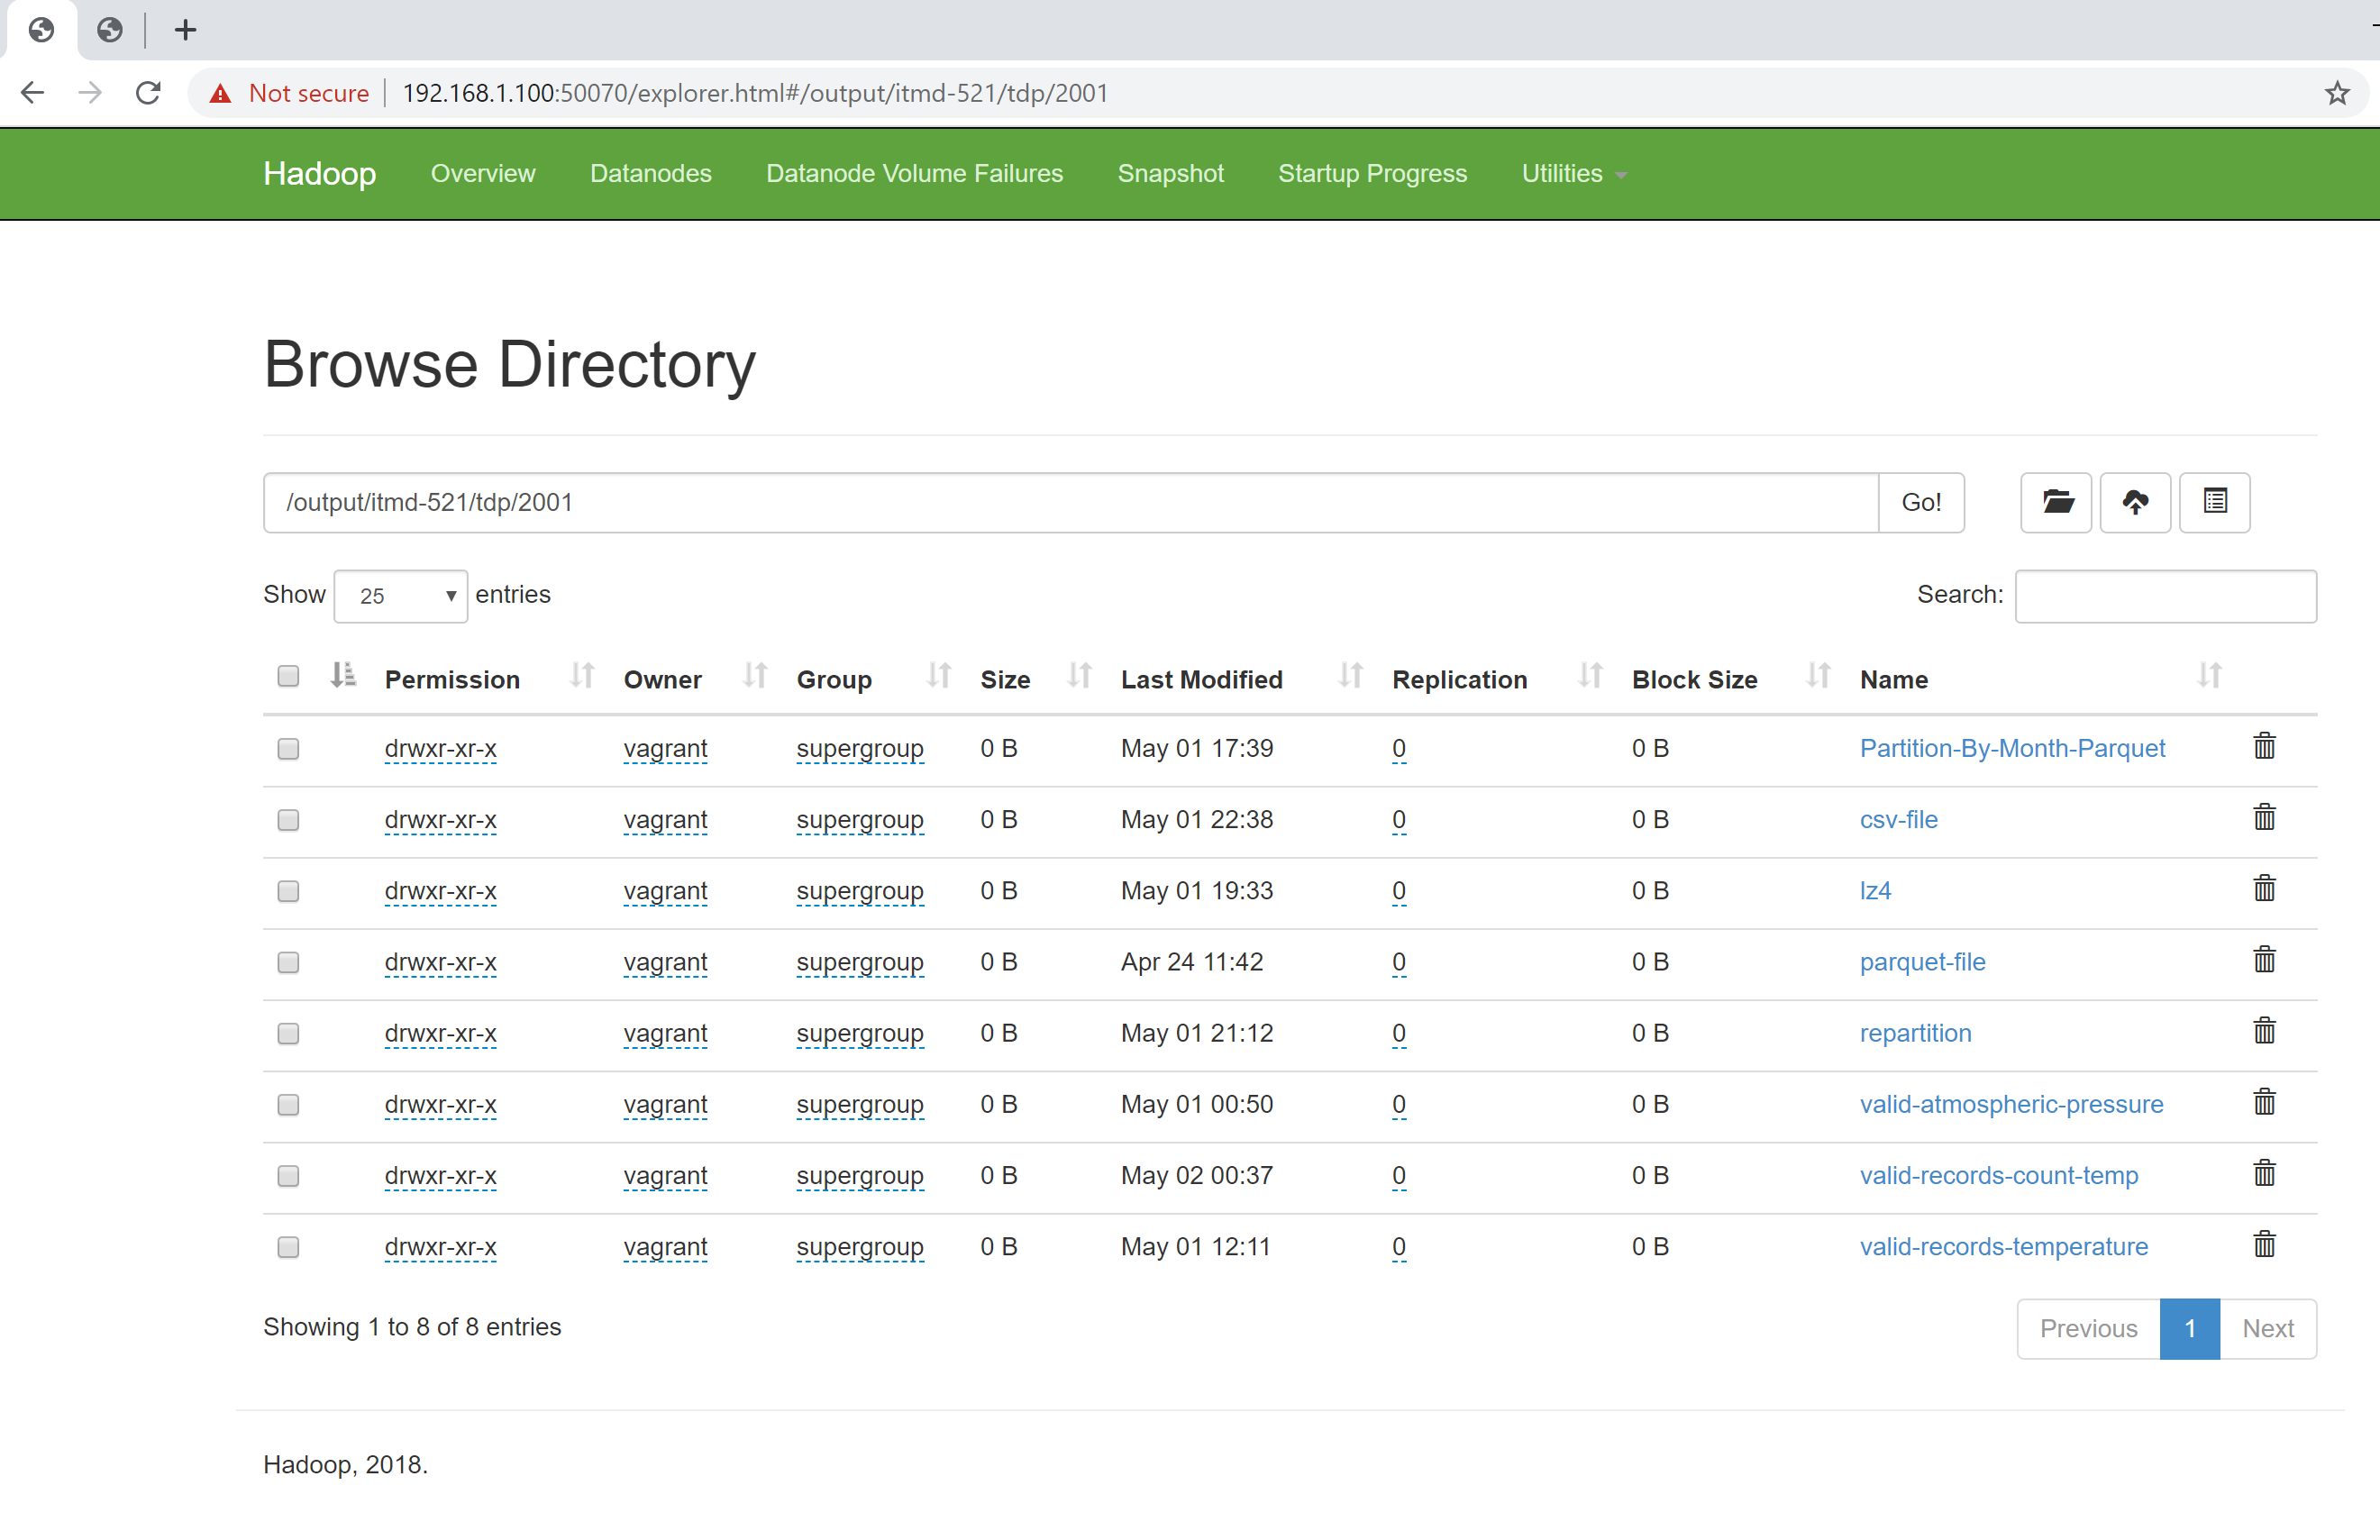 Not secure 192.168.1.100:50070/explorer.html#/output/itmd-521/tdp/2001
Hadoop Overview Datanodes Datanode Volume Failures Snapshot Startup Progress Utilities
Browse Directory
/output/itmd-521/tdp/2001 Go!
Show 25 entries Search:
Permission Owner Group Size Last Modified Replication Block Size Name
drwxr-xr-x vagrant supergroup 0 B May 01 17:39 0 0 B Partition-By-Month-Parquet
drwxr-xr-x vagrant supergroup 0 B May 01 22:38 0 0 B csv-file
drwxr-xr-x vagrant supergroup 0 B May 01 19:33 0 0 B lz4
drwxr-xr-x vagrant supergroup 0 B Apr 24 11:42 0 0 B parquet-file
drwxr-xr-x vagrant supergroup 0 B May 01 21:12 0 0 B repartition
drwxr-xr-x vagrant supergroup 0 B May 01 00:50 0 0 B valid-atmospheric-pressure
drwxr-xr-x vagrant supergroup 0 B May 02 00:37 0 0 B valid-records-count-temp
drwxr-xr-x vagrant supergroup 0 B May 01 12:11 0 0 B valid-records-temperature
Showing 1 to 8 of 8 entries Previous 1 Next
Hadoop, 2018.